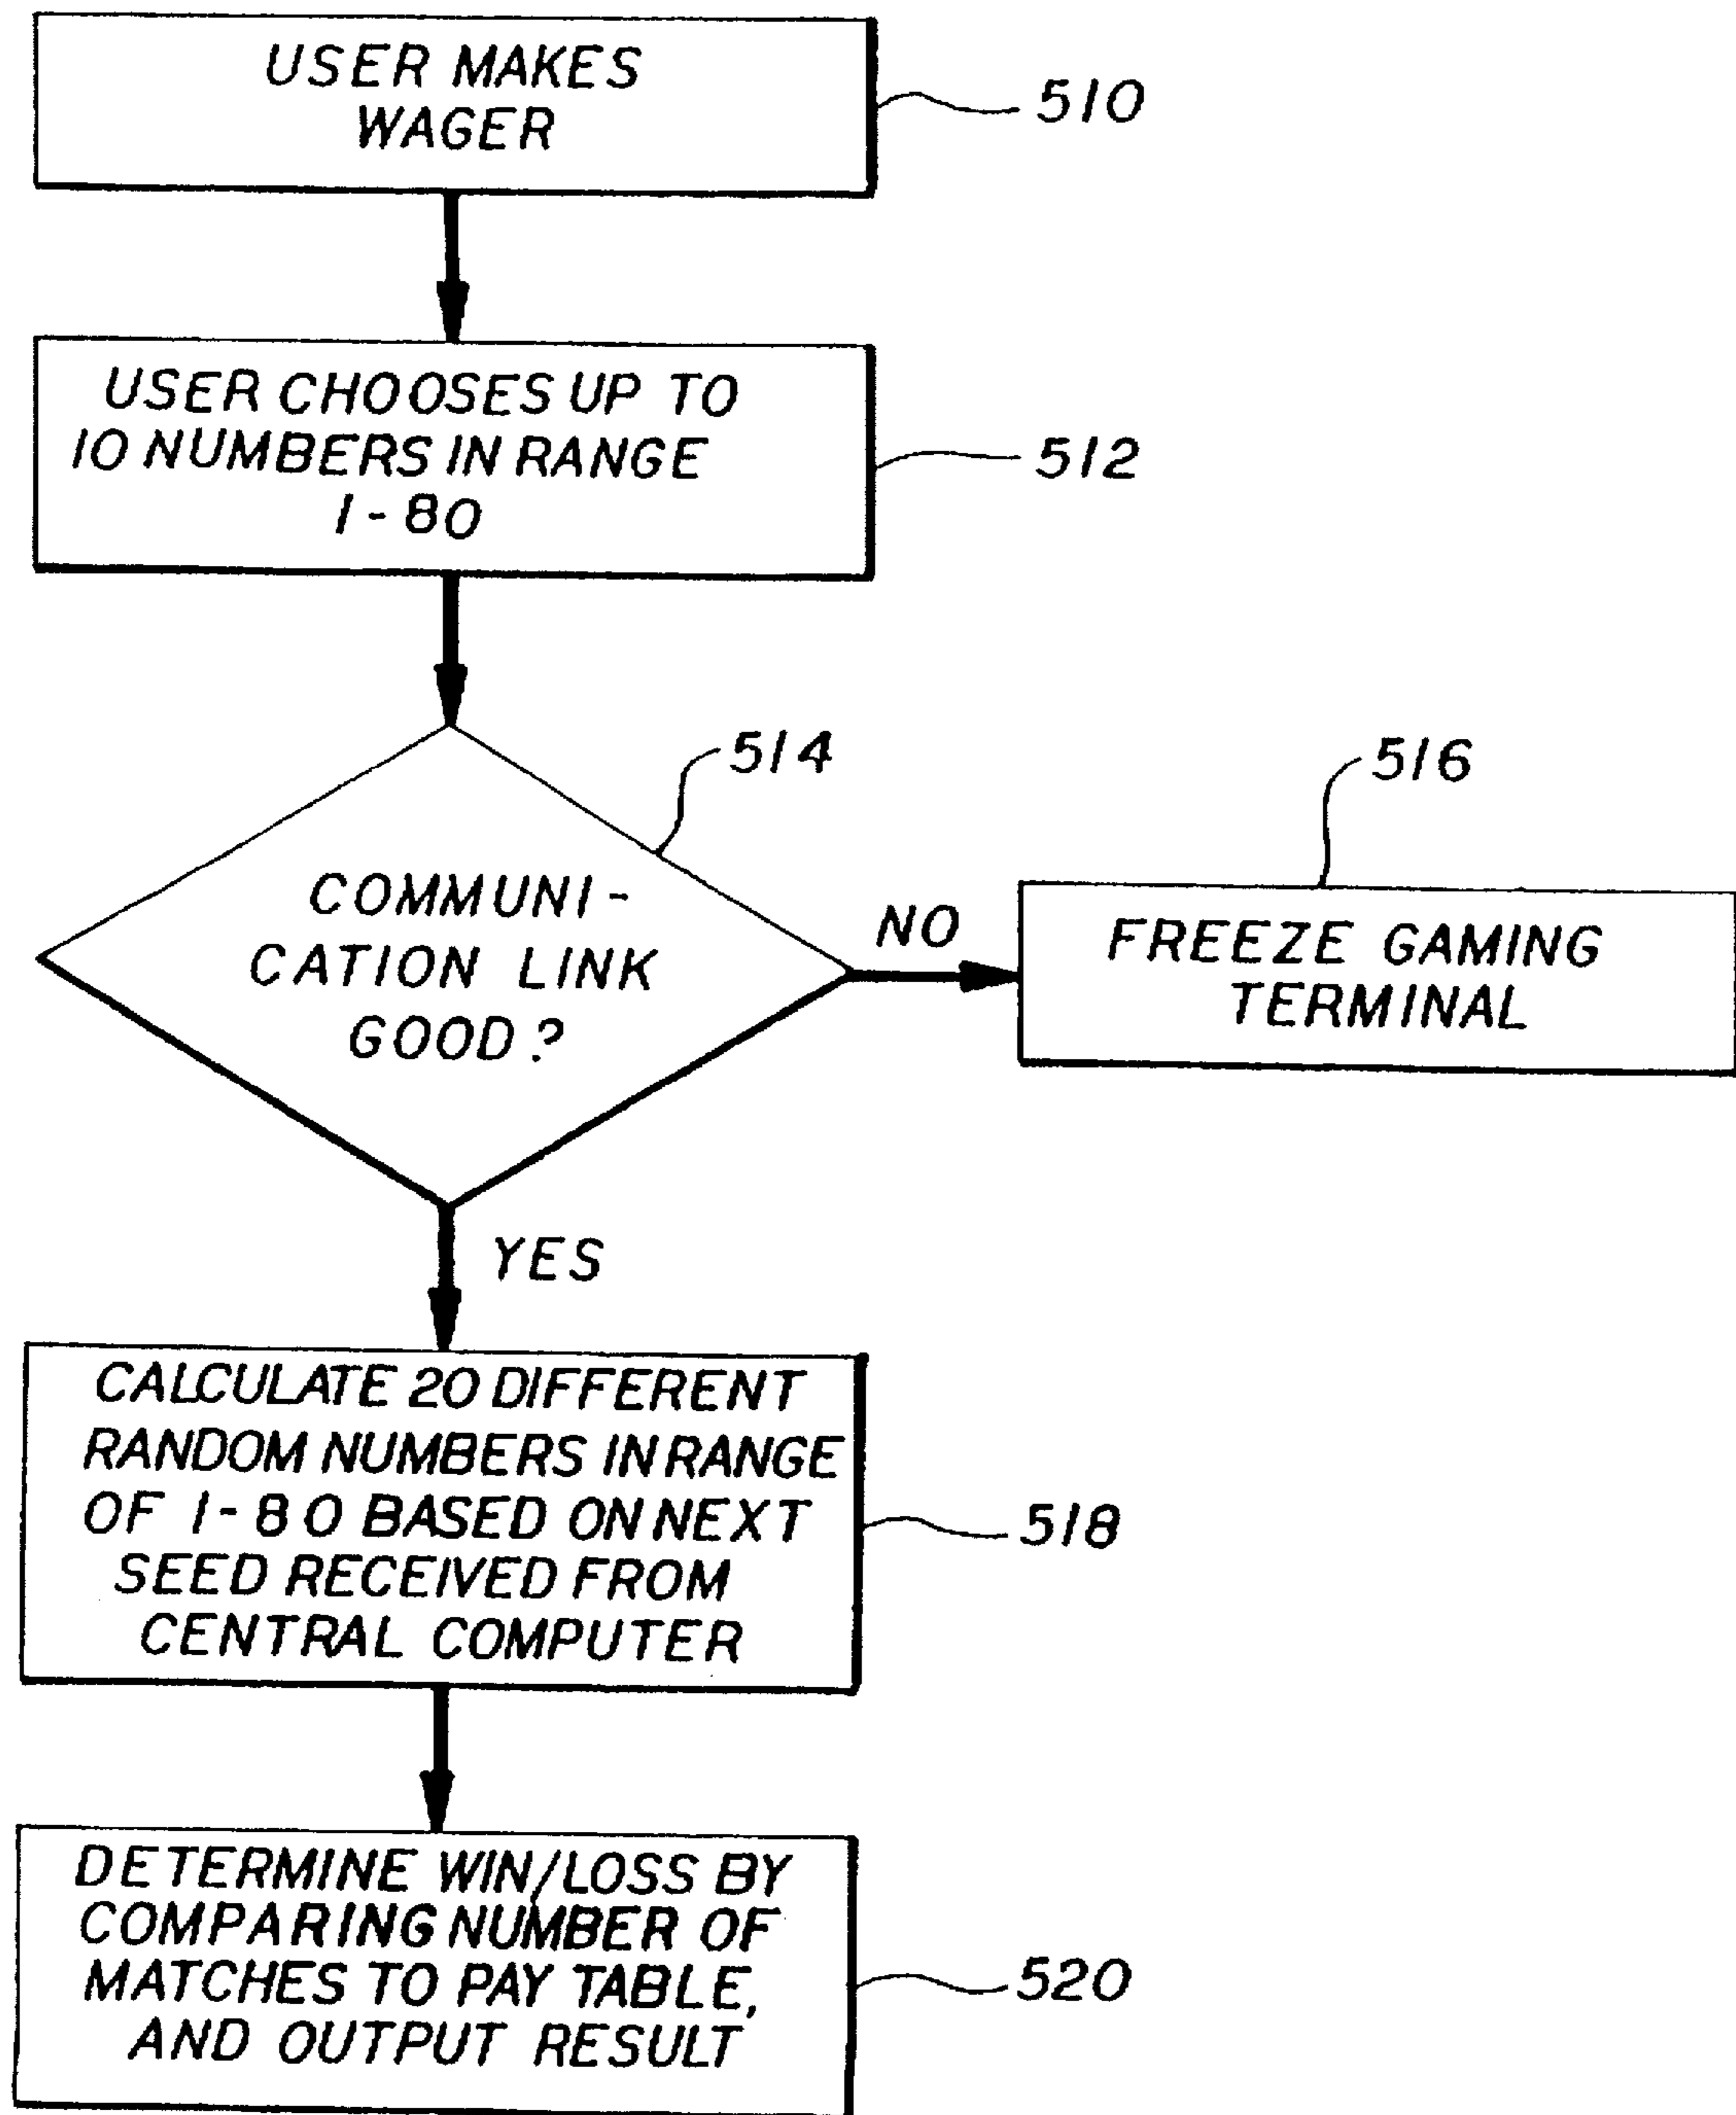 USER MAKES
WAGER
510
USER CHOOSES UP TO
10 NUMBERS IN RANGE
1-80
512
514
COMMUNI-
CATION LINK
GOOD?
NO
516
FREEZE GAMING
TERMINAL
YES
CALCULATE 20 DIFFERENT
RANDOM NUMBERS IN RANGE
OF 1-80 BASED ON NEXT
SEED RECEIVED FROM
CENTRAL COMPUTER
518
DETERMINE WIN/LOSS BY
COMPARING NUMBER OF
MATCHES TO PAY TABLE,
AND OUTPUT RESULT
520